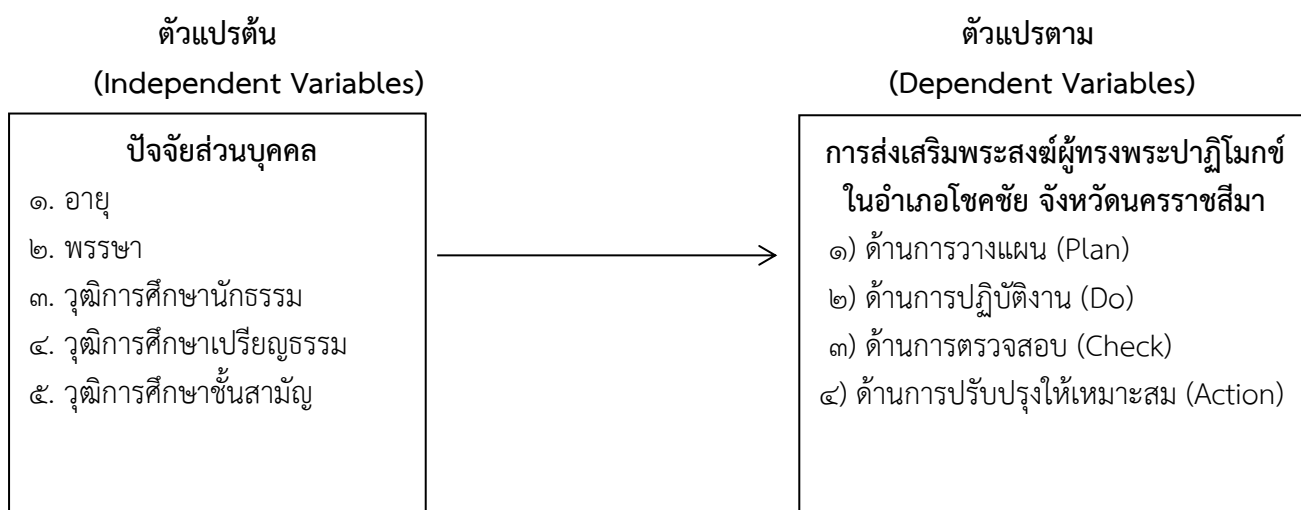 ตัวแปรต้น
(Independent Variables)
ปัจจัยส่วนบุคคล
๑. อายุ
๒. พรรษา
๓. วุฒิการศึกษานักธรรม
๔. วุฒิการศึกษาเปรียญธรรม
๕. วุฒิการศึกษาชั้นสามัญ
ตัวแปรตาม
(Dependent Variables)
การส่งเสริมพระสงฆ์ผู้ทรงพระปาฏิโมกข์
ในอำเภอโชคชัย จังหวัดนครราชสีมา
๑) ด้านการวางแผน (Plan)
๒) ด้านการปฏิบัติงาน (Do)
๓) ด้านการตรวจสอบ (Check)
๔) ด้านการปรับปรุงให้เหมาะสม (Action)